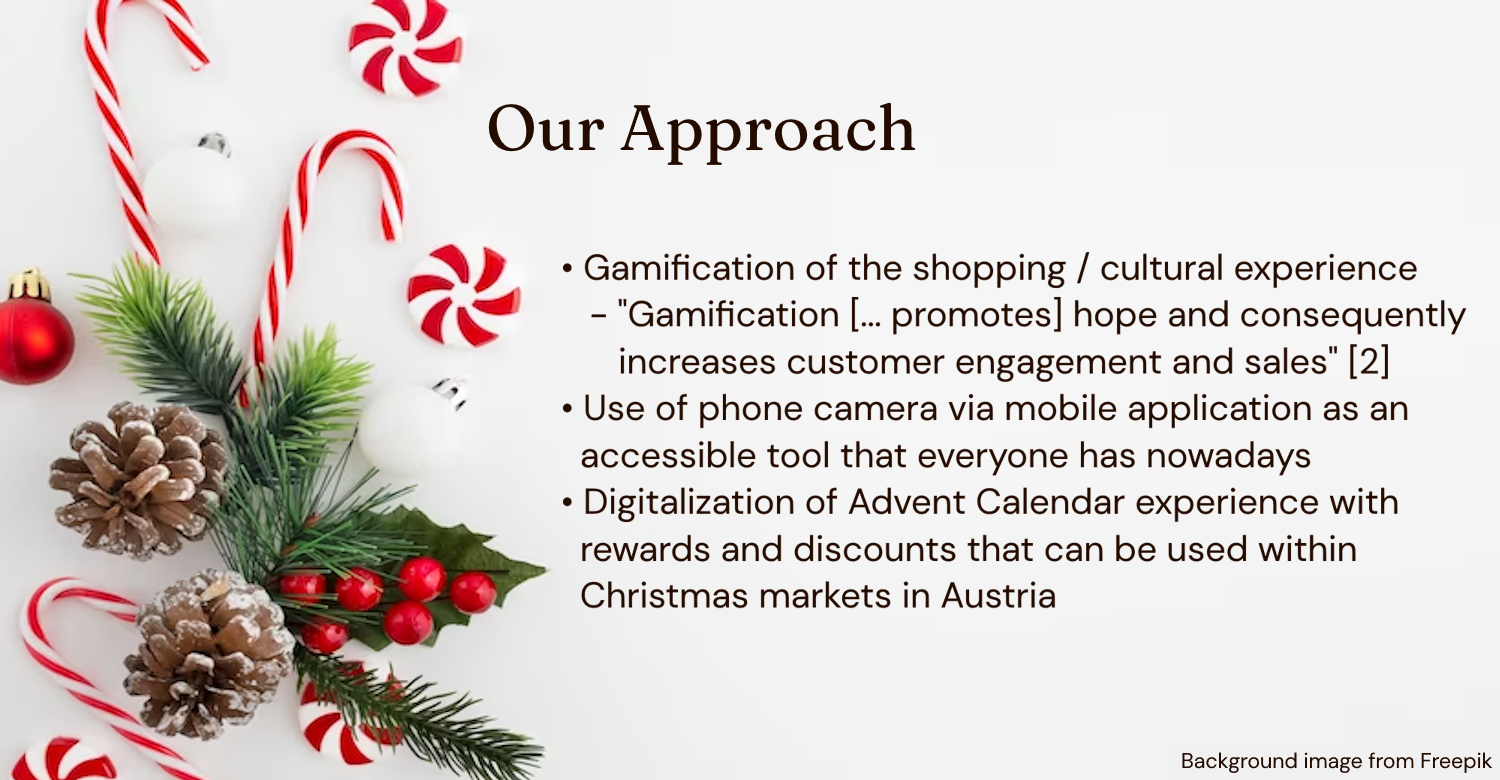 Our Approach
• Gamification of the shopping / cultural experience
– "Gamification [... promotes] hope and consequently
increases customer engagement and sales" [2]
• Use of phone camera via mobile application as an
accessible tool that everyone has nowadays
• Digitalization of Advent Calendar experience with
rewards and discounts that can be used within
Christmas markets in Austria
Background image from Freepik